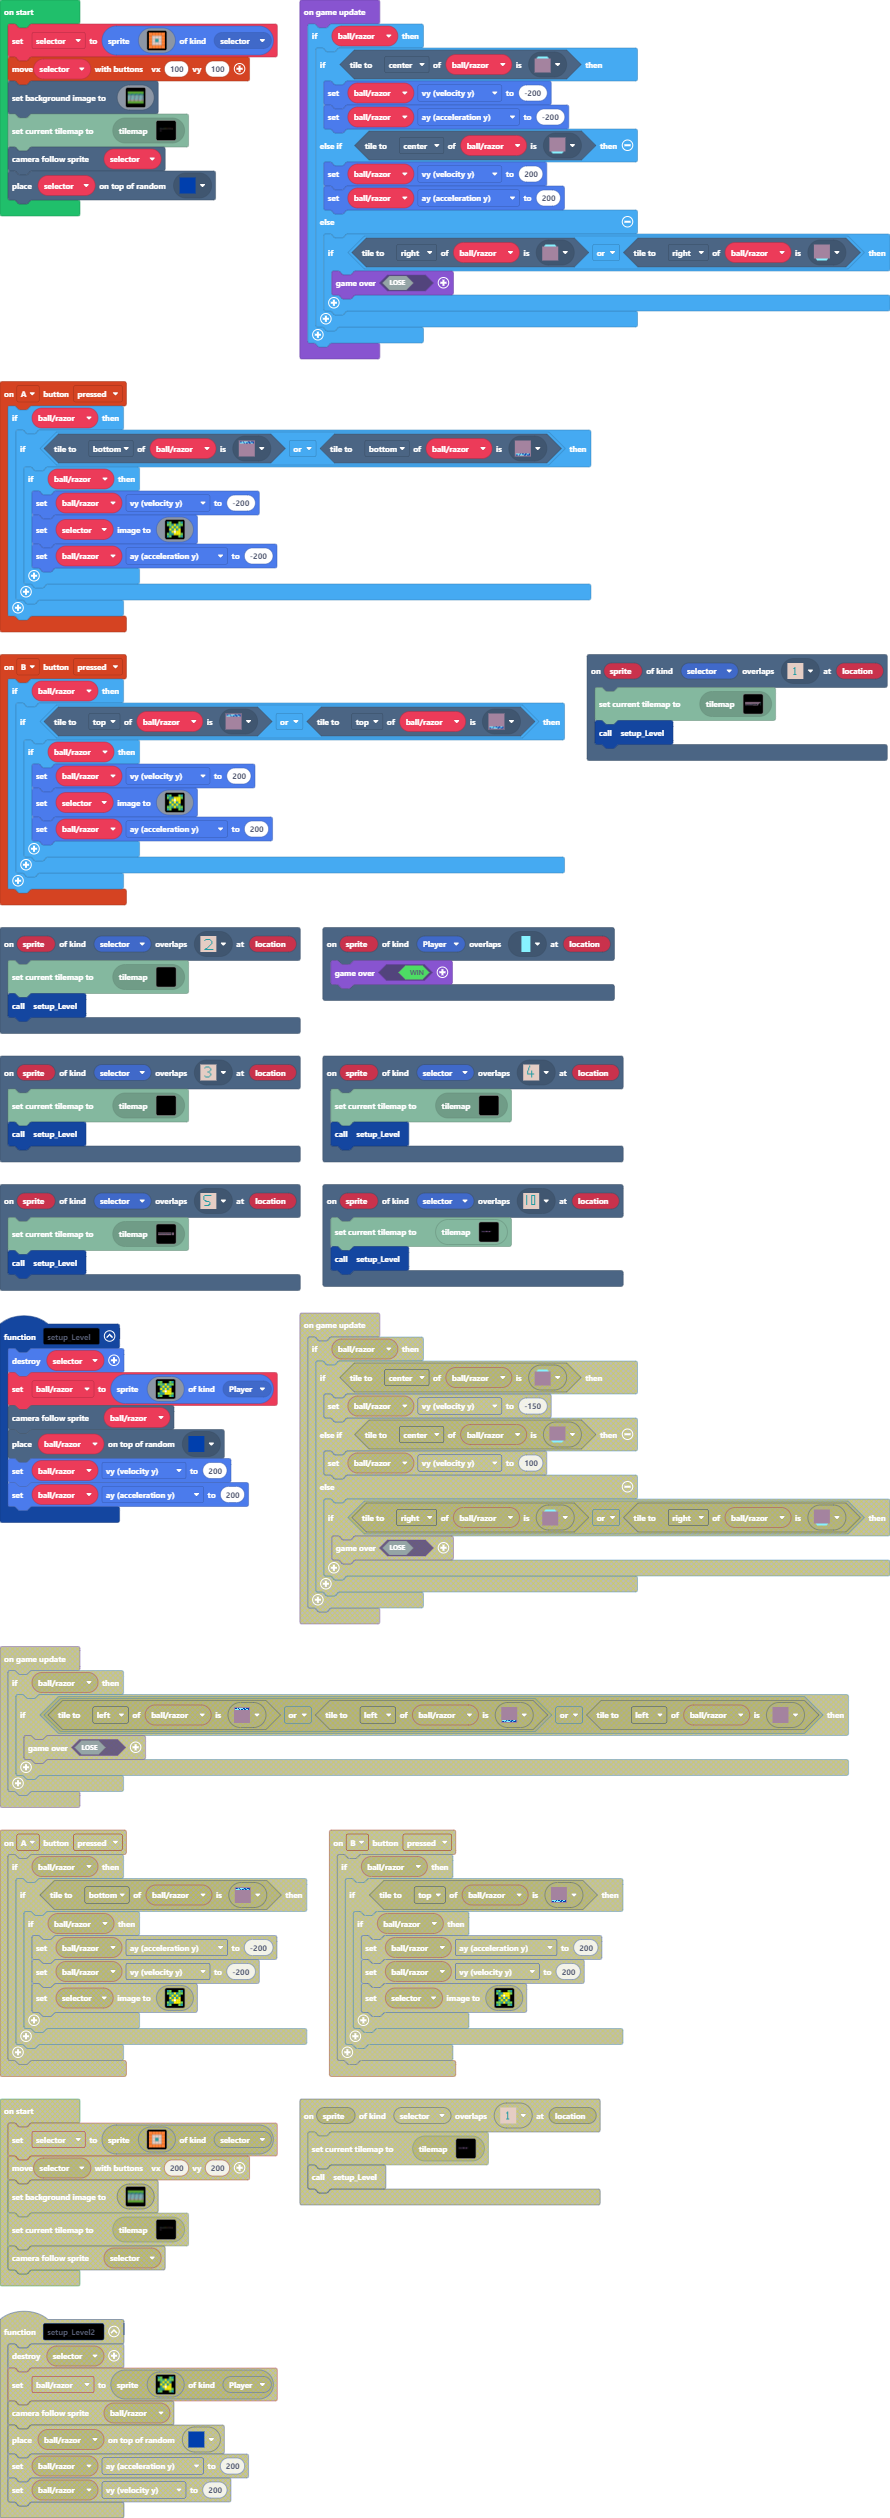 on start
set selector to sprite of kind selector
move selector with buttons vx 100 vy 100
set background image to
set current tilemap to tilemap
camera follow sprite selector
place selector on top of random
on game update
if ball/razor then
if tile to center of ball/razor is then
set ball/razor vy (velocity y) to -200
set ball/razor ay (acceleration y) to -200
else if tile to center of ball/razor is then
set ball/razor vy (velocity y) to 200
set ball/razor ay (acceleration y) to 200
else
if tile to right of ball/razor is or tile to right of ball/razor is then
game over LOSE
on A button pressed
if ball/razor then
if tile to bottom of ball/razor is or tile to bottom of ball/razor is then
if ball/razor then
set ball/razor vy (velocity y) to -200
set selector image to
set ball/razor ay (acceleration y) to -200
on B button pressed
if ball/razor then
if tile to top of ball/razor is or tile to top of ball/razor is then
if ball/razor then
set ball/razor vy (velocity y) to 200
set selector image to
set ball/razor ay (acceleration y) to 200
on sprite of kind selector overlaps 1 at location
set current tilemap to tilemap
call setup_Level
on sprite of kind selector overlaps 2 at location
set current tilemap to tilemap
call setup_Level
on sprite of kind Player overlaps at location
game over WIN
on sprite of kind selector overlaps 3 at location
set current tilemap to tilemap
call setup_Level
on sprite of kind selector overlaps 4 at location
set current tilemap to tilemap
call setup_Level
on sprite of kind selector overlaps 5 at location
set current tilemap to tilemap
call setup_Level
on sprite of kind selector overlaps 10 at location
set current tilemap to tilemap
call setup_Level
function setup_Level
destroy selector
set ball/razor to sprite of kind Player
camera follow sprite ball/razor
place ball/razor on top of random
set ball/razor vy (velocity y) to 200
set ball/razor ay (acceleration y) to 200
on game update
if ball/razor then
if tile to center of ball/razor is then
set ball/razor vy (velocity y) to -150
else if tile to center of ball/razor is then
set ball/razor vy (velocity y) to 100
else
if tile to right of ball/razor is or tile to right of ball/razor is then
game over LOSE
on game update
if ball/razor then
if tile to left of ball/razor is or tile to left of ball/razor is or tile to left of ball/razor is then
game over LOSE
on A button pressed
if ball/razor then
if tile to bottom of ball/razor is then
if ball/razor then
set ball/razor ay (acceleration y) to -200
set ball/razor vy (velocity y) to -200
set selector image to
on B button pressed
if ball/razor then
if tile to top of ball/razor is then
if ball/razor then
set ball/razor ay (acceleration y) to 200
set ball/razor vy (velocity y) to 200
set selector image to
on start
set selector to sprite of kind selector
move selector with buttons vx 200 vy 200
set background image to
set current tilemap to tilemap
camera follow sprite selector
on sprite of kind selector overlaps 1 at location
set current tilemap to tilemap
call setup_Level
function setup_Level2
destroy selector
set ball/razor to sprite of kind Player
camera follow sprite ball/razor
place ball/razor on top of random
set ball/razor ay (acceleration y) to 200
set ball/razor vy (velocity y) to 200